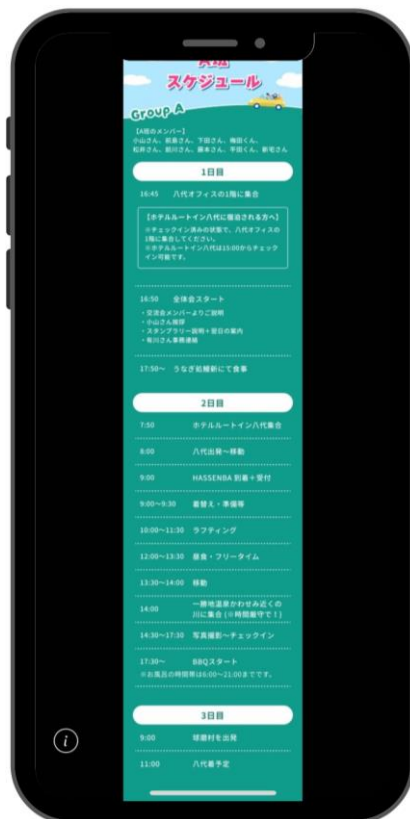 A班
スケジュール
Group A
【A班のメンバー】
小山さん、前島さん、下田さん、梅田くん、
松井さん、前川さん、藤本さん、平田くん、新宅さん
1日目
16:45 八代オフィスの1階に集合
【ホテルルートイン八代に宿泊される方へ】
※チェックイン済みの状態で、八代オフィスの
1階に集合してください。
※ホテルルートイン八代は15:00からチェック
イン可能です。
16:50 全体会スタート
・交流会メンバーよりご説明
・小山さん挨拶
・スタンプラリー説明+翌日の案内
・有川さん事務連絡
17:50〜 うなぎ処織新にて食事
2日目
7:50 ホテルルートイン八代集合
8:00 八代出発〜移動
9:00 HASSENBA 到着+受付
9:00〜9:30 着替え・準備等
10:00〜11:30 ラフティング
12:00〜13:30 昼食・フリータイム
13:30〜14:00 移動
14:00 一勝地温泉かわせみ近くの
川に集合 (※時間厳守で!)
14:30〜17:30 写真撮影〜チェックイン
17:30〜 BBQスタート
※お風呂の時間帯は6:00〜21:00までです。
3日目
9:00 球磨村を出発
11:00 八代着予定